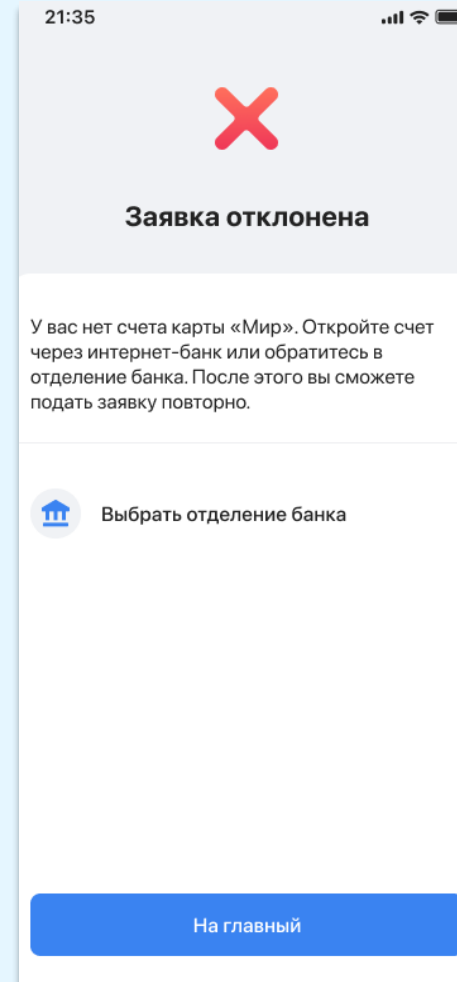 21:35
Заявка отклонена
У вас нет счета карты «Мир». Откройте счет
через интернет-банк или обратитесь в
отделение банка. После этого вы сможете
подать заявку повторно.
Выбрать отделение банка
На главный